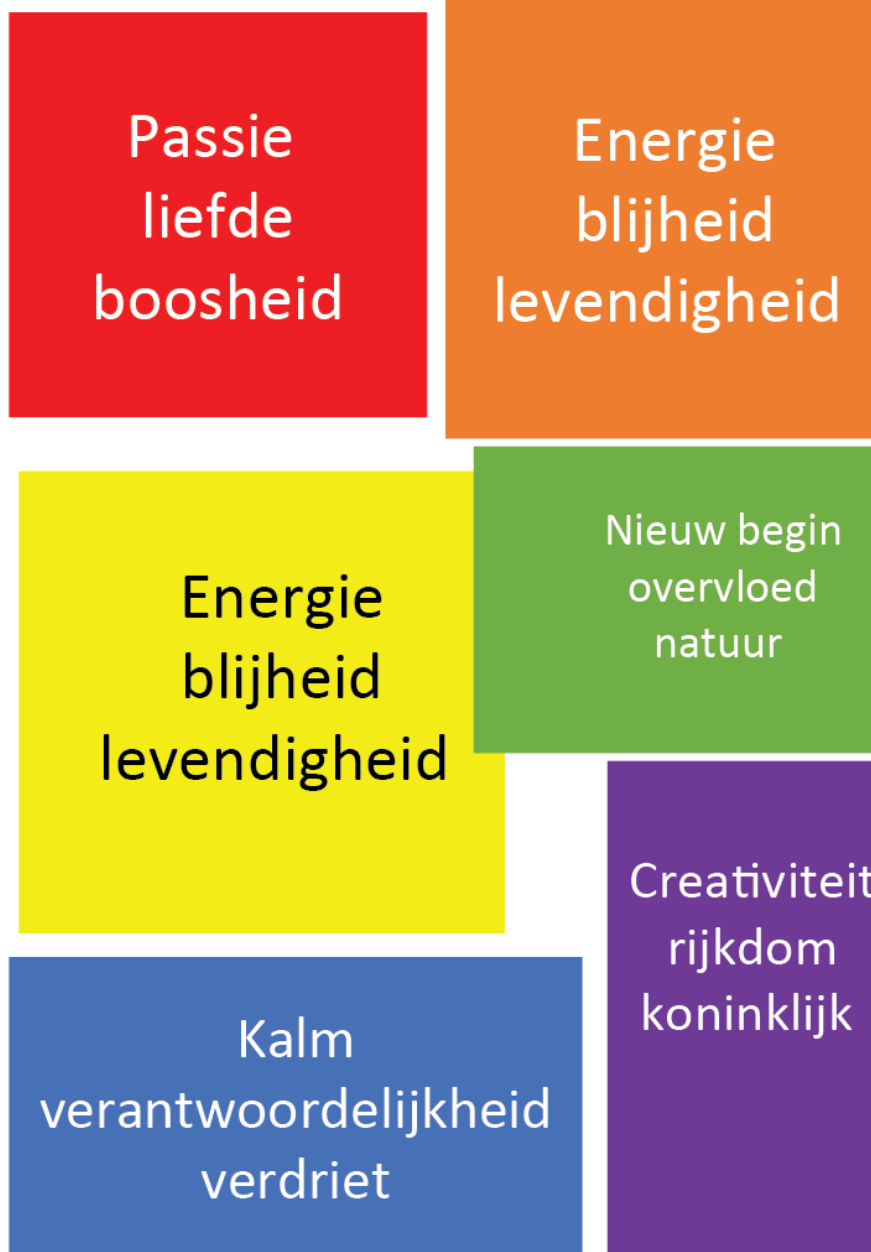 Passie
liefde
boosheid
Energie
blijheid
levendigheid
Energie
blijheid
levendigheid
Nieuw begin
overvloed
natuur
Creativiteit
rijkdom
koninklijk
Kalm
verantwoordelijkheid
verdriet